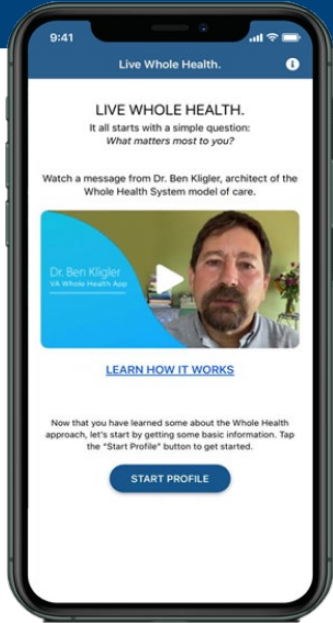 9:41
Live Whole Health.
i
LIVE WHOLE HEALTH.
It all starts with a simple question:
What matters most to you?
Watch a message from Dr. Ben Kligler, architect of the
Whole Health System model of care.
Dr. Ben Kligler
VA Whole Health App
LEARN HOW IT WORKS
Now that you have learned some about the Whole Health
approach, let's start by getting some basic information. Tap
the "Start Profile" button to get started.
START PROFILE